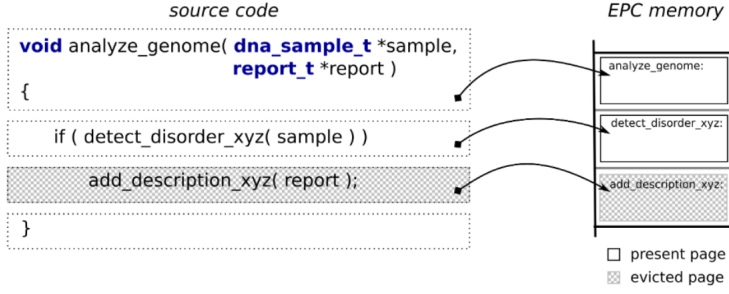 source code
void analyze_genome( dna_sample_t *sample,
report_t *report )
{
if ( detect_disorder_xyz( sample ) )
add_description_xyz( report );
}
EPC memory
analyze_genome:
detect_disorder_xyz:
add_description_xyz:
present page
evicted page